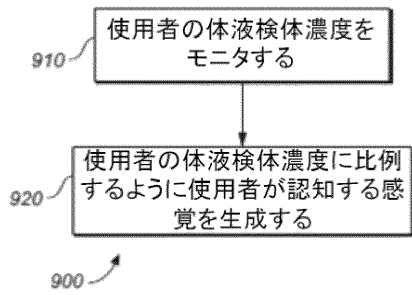 910
使用者の体液検体濃度を
モニタする
920
使用者の体液検体濃度に比例
するように使用者が認知する感
覚を生成する
900